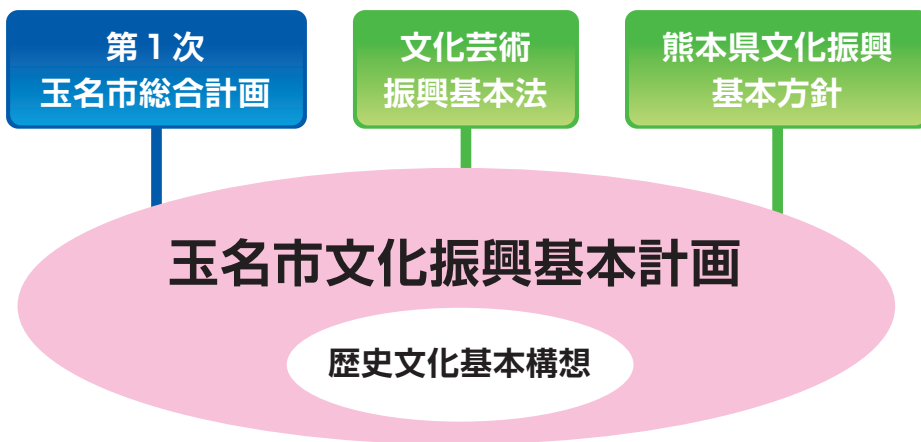 第1次
玉名市総合計画
文化芸術
振興基本法
熊本県文化振興
基本方針
玉名市文化振興基本計画
歴史文化基本構想